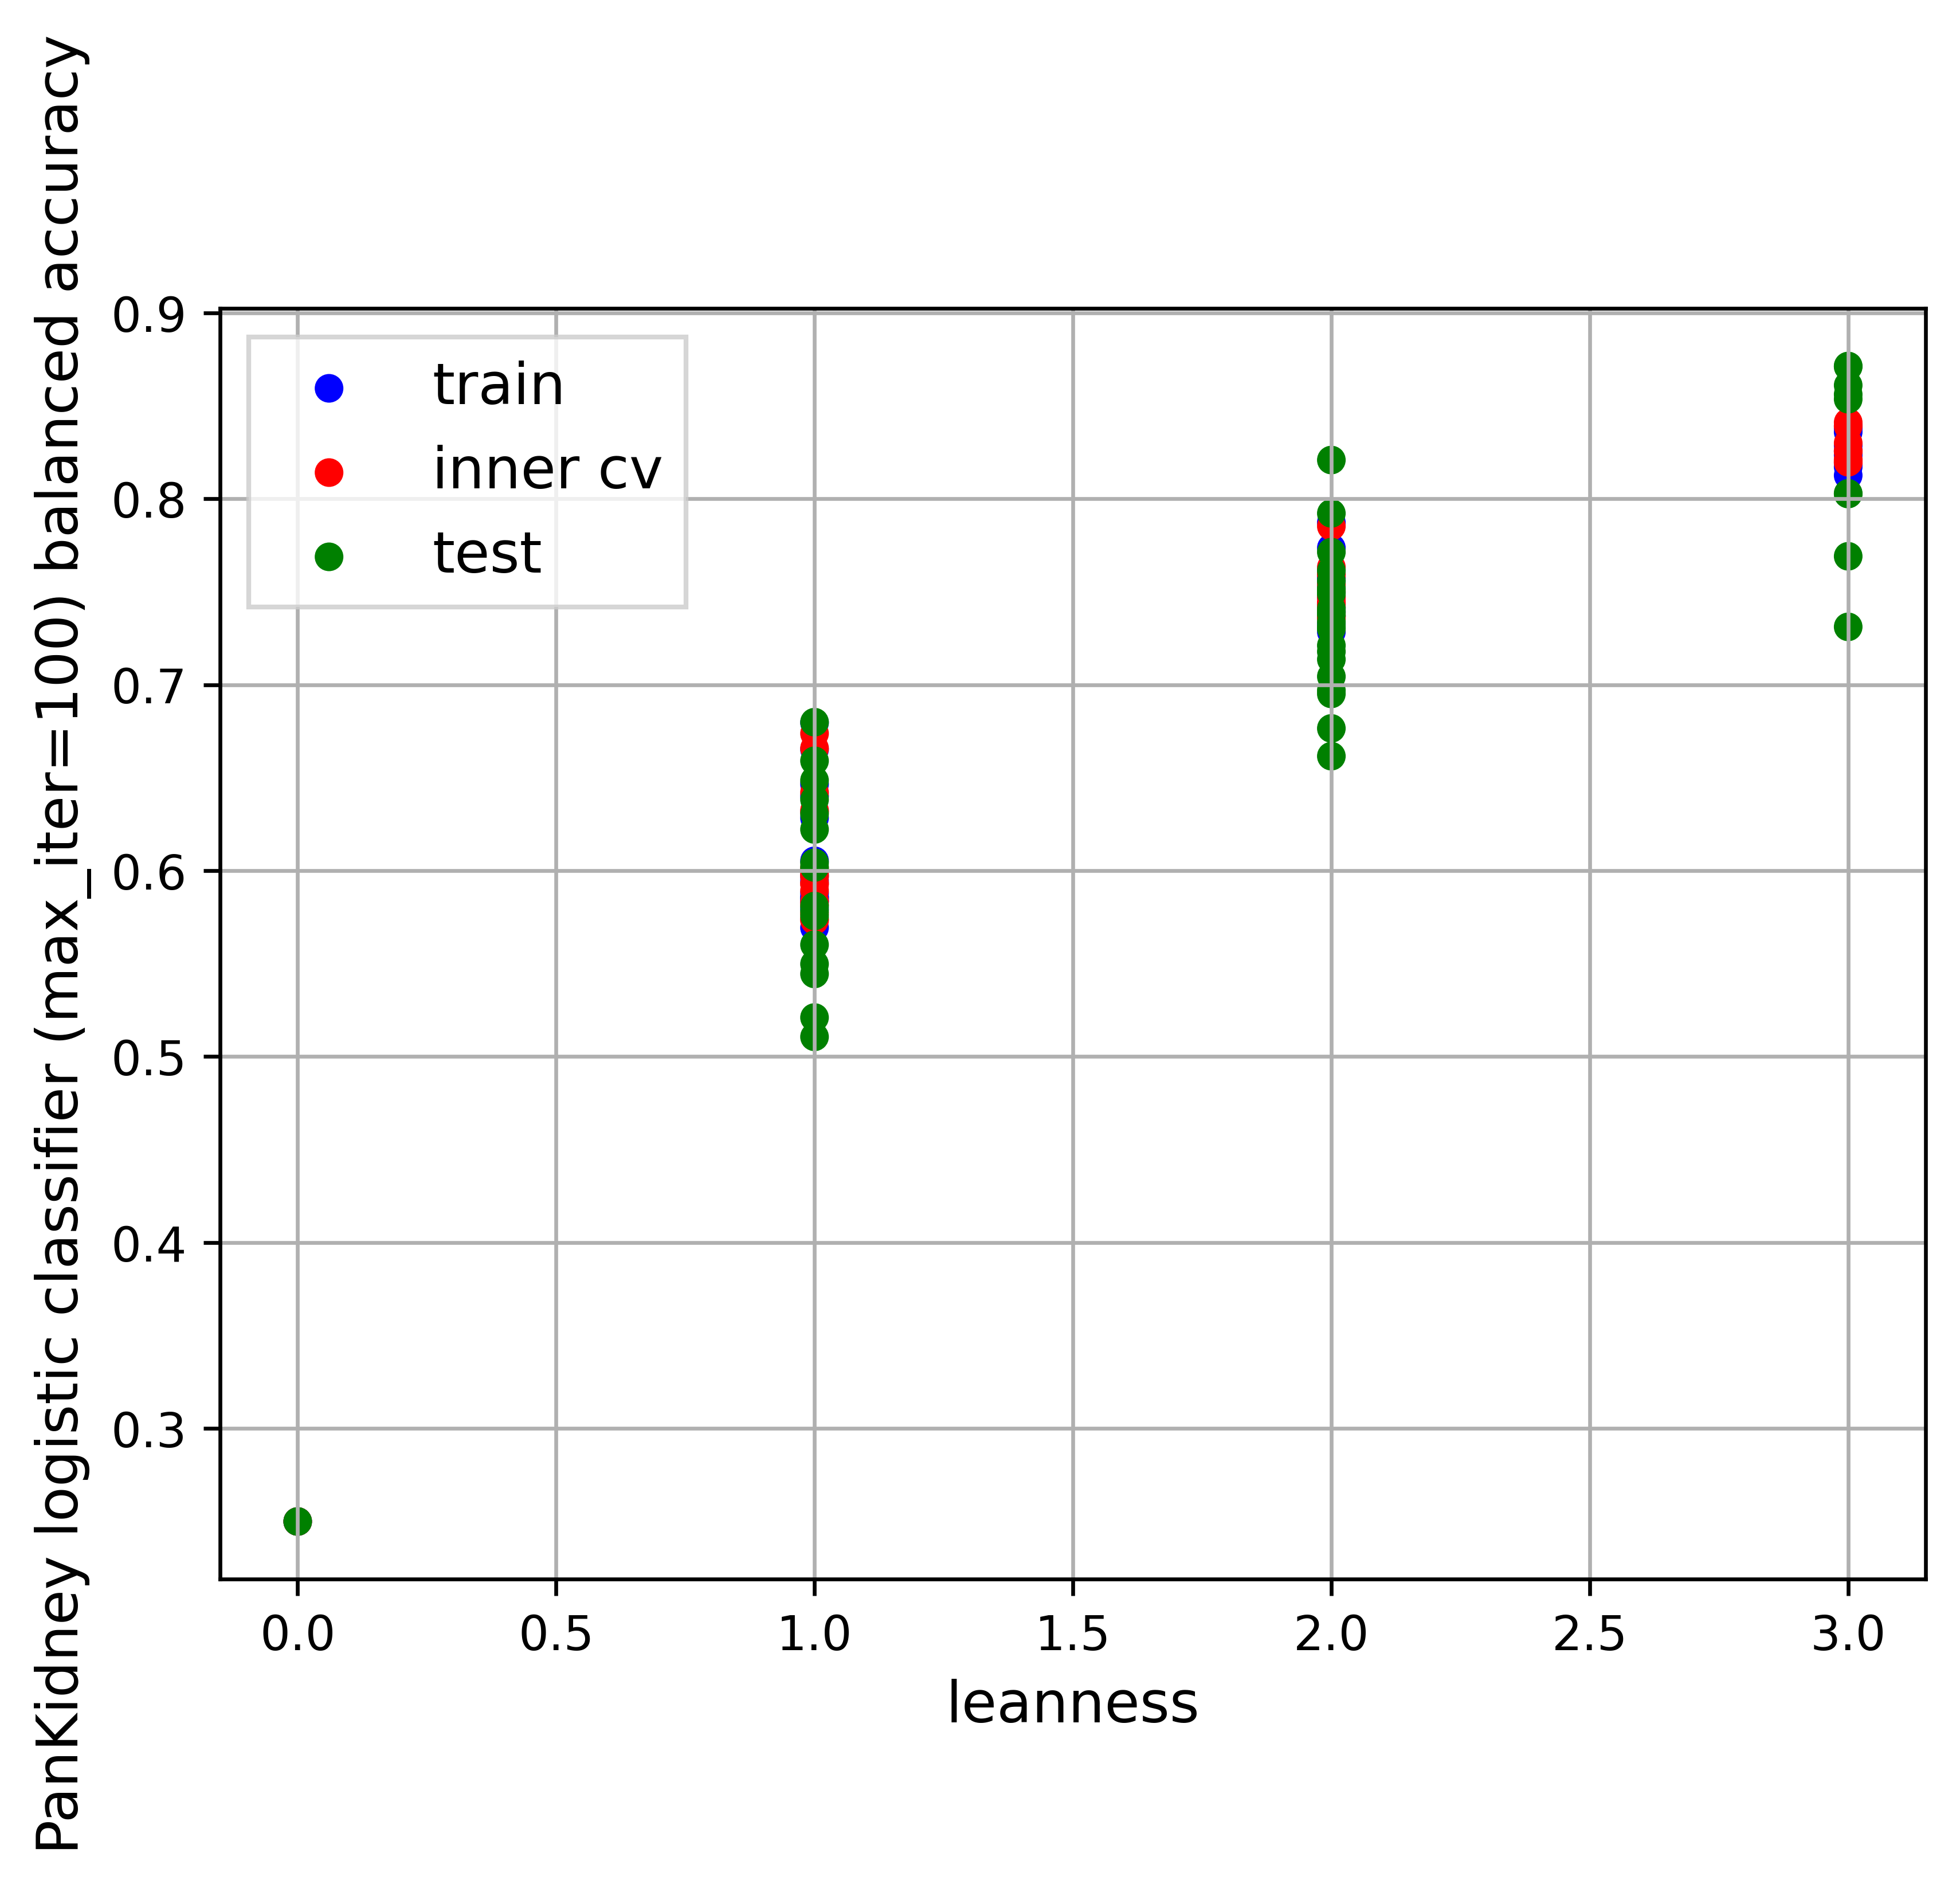 PanKidney logistic classifier (max_iter=100) balanced accuracy
0.9
0.8
0.7
0.6
0.5
0.4
0.3
train
inner cv
test
0.0 0.5 1.0 1.5 2.0 2.5 3.0
leanness